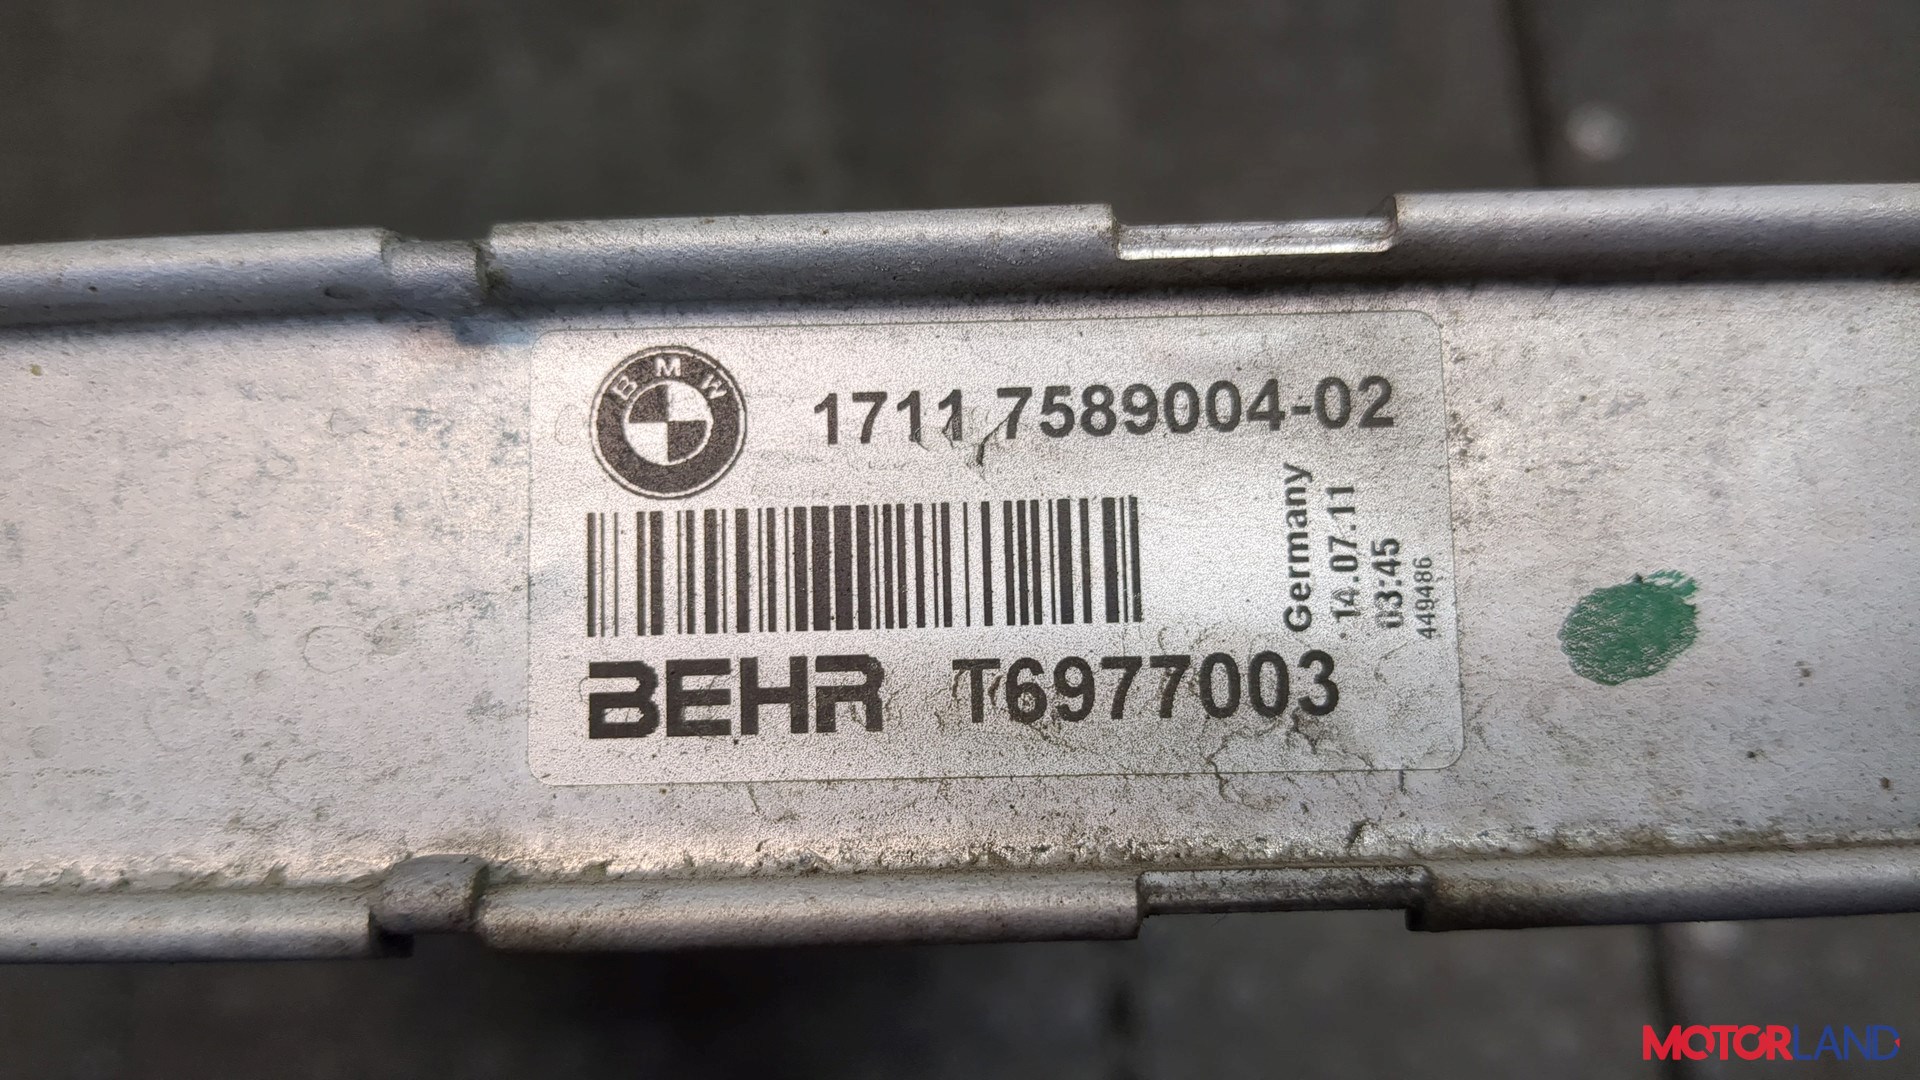 BMW
1711 7589004-02
Germany
14.07.11
03:45
449486
BEHR T6977003
MOTORLAND